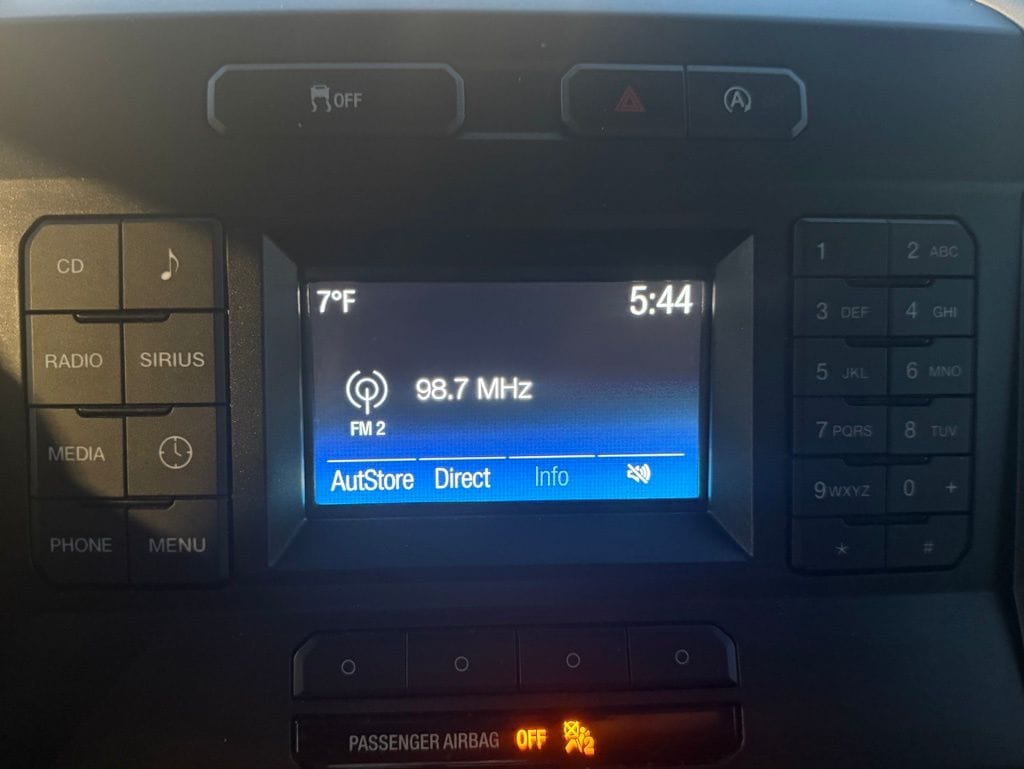 OFF
A
CD
RADIO SIRIUS
MEDIA
PHONE MENU
7°F 5:44
98.7 MHz
FM 2
AutStore Direct Info
1 2 ABC
3 DEF 4 GHI
5 JKL 6 MNO
7 PQRS 8 TUV
9 WXYZ 0 +
* #
PASSENGER AIRBAG OFF 2